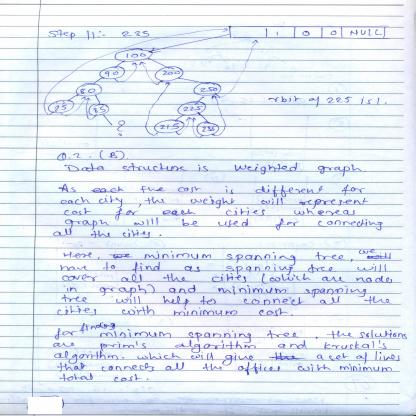 Step 11:- 235
1 0 0 NULL
100
90 200
80 250
225
25 85
215 235
?
rbit of 225 is 1.
Q.2. (B).
Data structure is weighted graph.
As each the cost is different for
each city, the weight will represent
cost for each cities whereas
graph will be used for connecting
all the cities.
Here, minimum spanning tree, we
have to find as spanning tree will
cover all the cities (which are nodes
in graph) and minimum spanning
tree will help to connect all the
cities with minimum cost.
for finding minimum spanning tree, the solutions
are prim's algorithm and kruskal's
algorithm. which will give a set of lines
that connects all the offices with minimum
total cost.